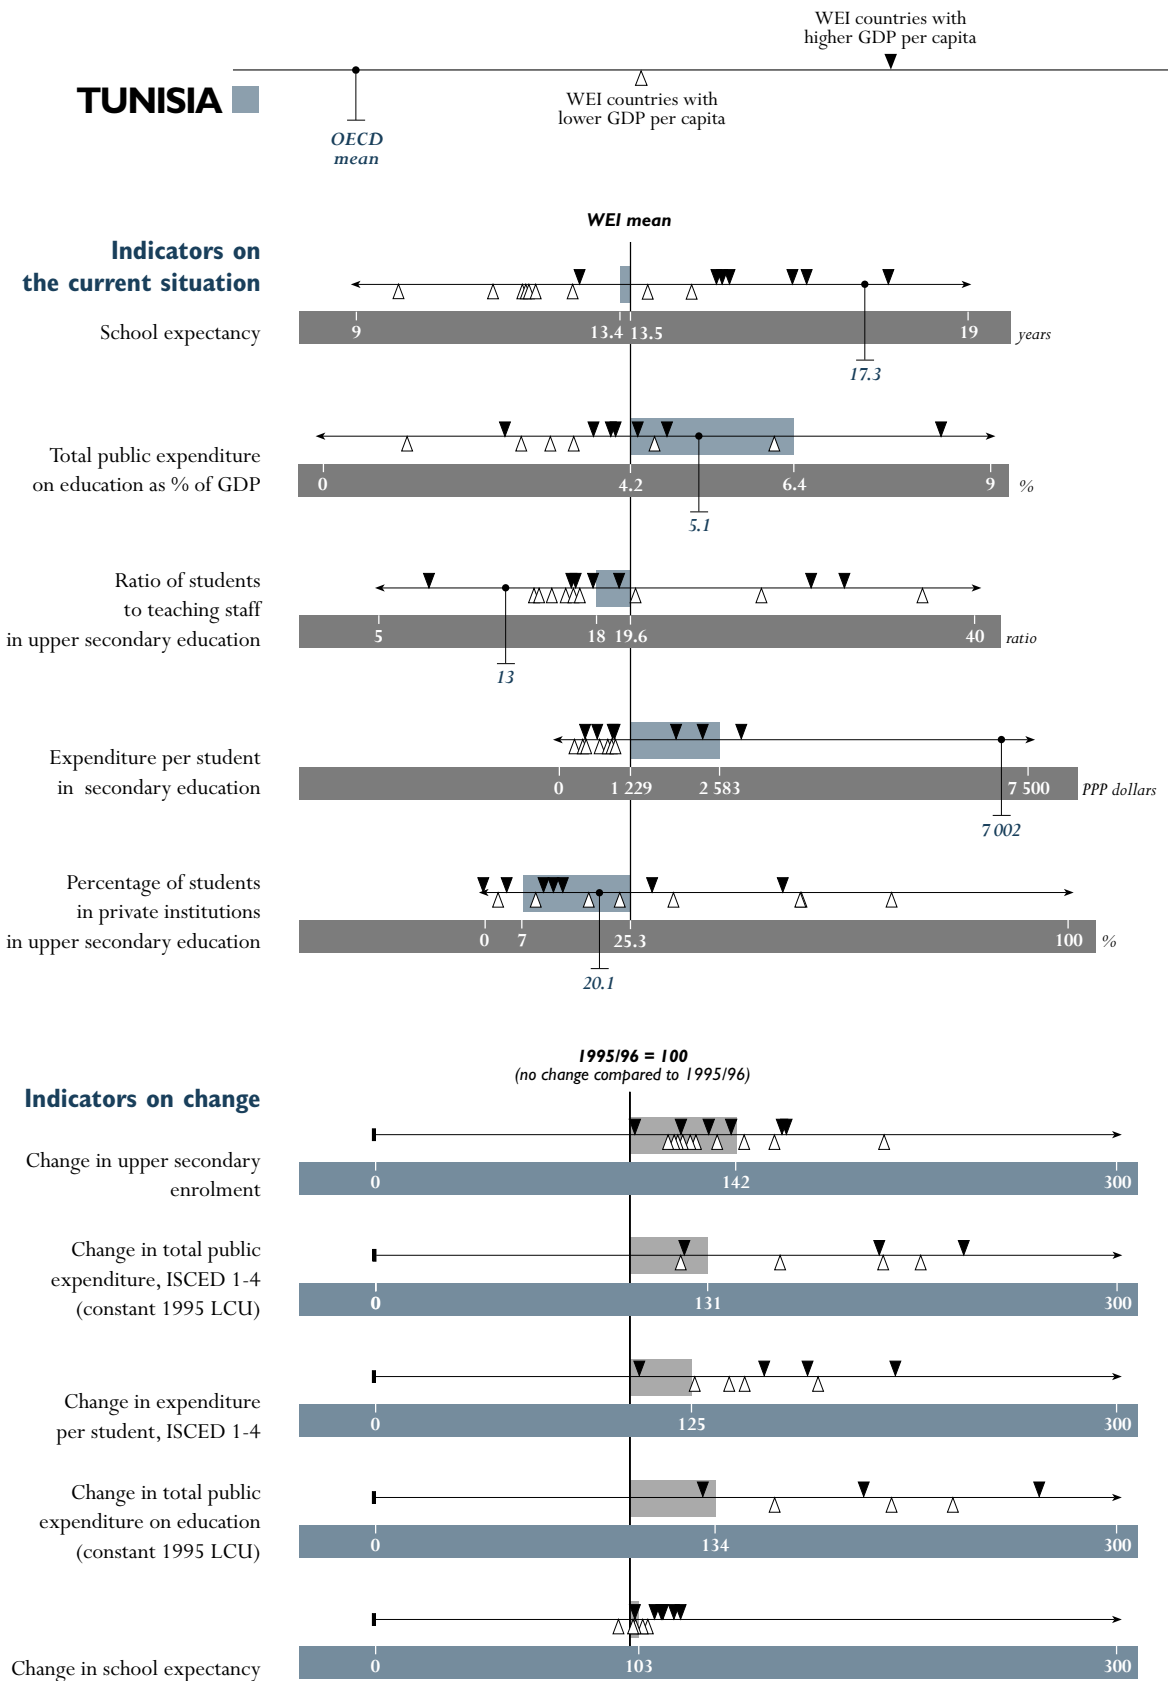 WEI countries with
higher GDP per capita
TUNISIA
WEI countries with
lower GDP per capita
OECD
mean
WEI mean
Indicators on
the current situation
School expectancy
9
13.4
13.5
19
years
17.3
Total public expenditure
on education as % of GDP
0
4.2
6.4
9
%
5.1
Ratio of students
to teaching staff
in upper secondary education
5
18
19.6
40
ratio
13
Expenditure per student
in secondary education
0
1 229
2 583
7 500
PPP dollars
7 002
Percentage of students
in private institutions
in upper secondary education
0
7
25.3
100
%
20.1
1995/96 = 100
(no change compared to 1995/96)
Indicators on change
Change in upper secondary
enrolment
0
142
300
Change in total public
expenditure, ISCED 1-4
(constant 1995 LCU)
0
131
300
Change in expenditure
per student, ISCED 1-4
0
125
300
Change in total public
expenditure on education
(constant 1995 LCU)
0
134
300
Change in school expectancy
0
103
300